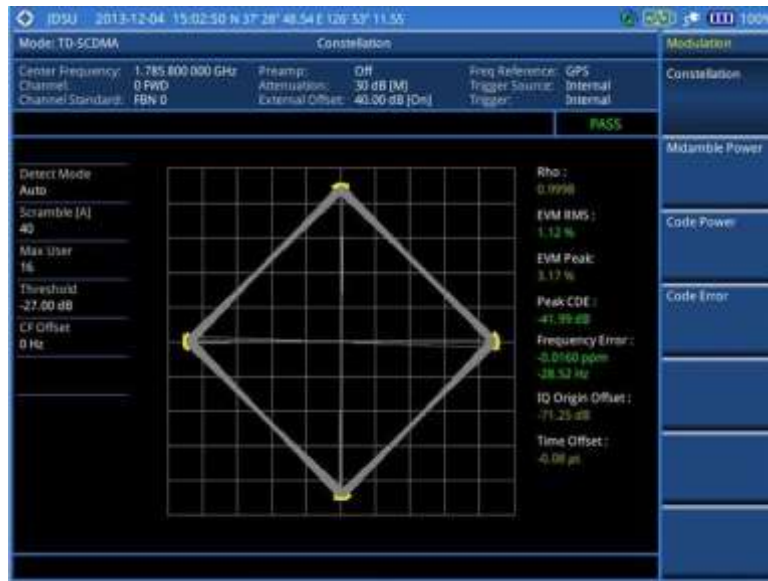 JDSU 2013-12-04 15:02:50 N 37° 28' 48.54 E 126° 53' 11.55 100%
Mode: TD-SCDMA Constellation Modulation
Center Frequency: 1.785 800 000 GHz Preamp: Off Freq Reference: GPS
Channel: 0 FWD Attenuation: 30 dB [M] Trigger Source: Internal
Channel Standard: FBN 0 External Offset: 40.00 dB [On] Trigger: Internal
PASS
Constellation
Midamble Power
Code Power
Code Error
Detect Mode
Auto
Scramble [A]
40
Max User
16
Threshold
-27.00 dB
CF Offset
0 Hz
Rho :
0.9998
EVM RMS :
1.12 %
EVM Peak:
3.17 %
Peak CDE :
-41.99 dB
Frequency Error :
-0.0160 ppm
-28.52 Hz
IQ Origin Offset :
-71.25 dB
Time Offset :
-0.08 µs